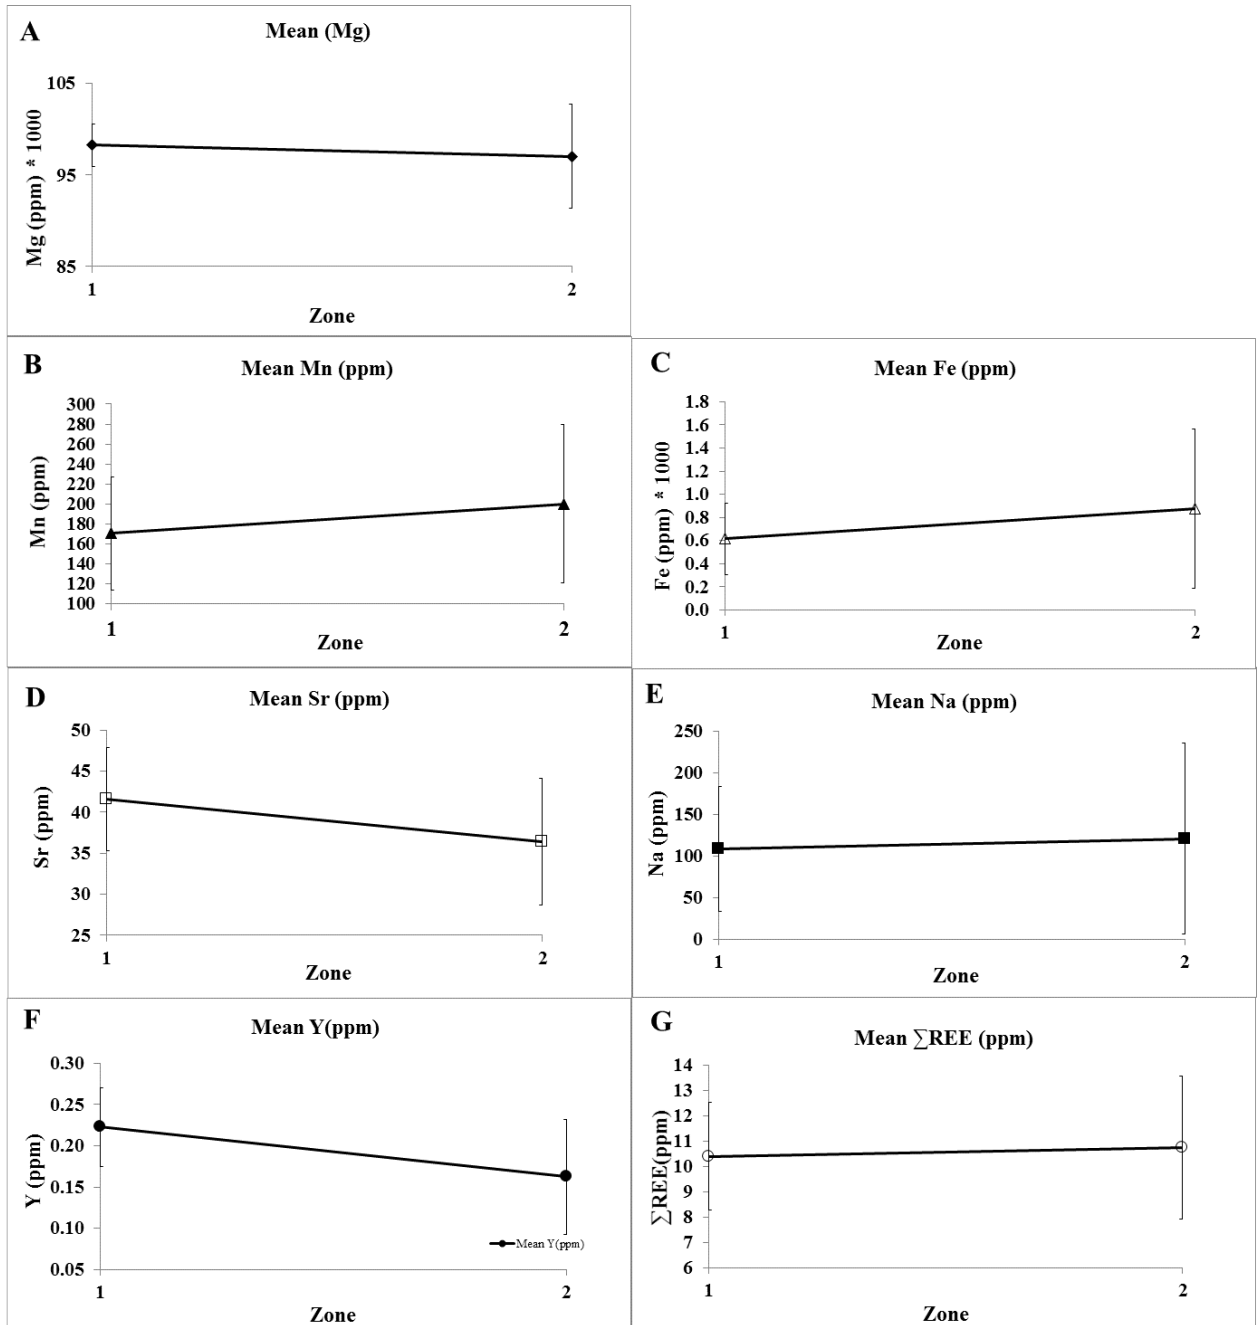 A
Mean (Mg)
Mg (ppm) * 1000
105
95
85
1
2
Zone
B
Mean Mn (ppm)
Mn (ppm)
300
280
260
240
220
200
180
160
140
120
100
1
2
Zone
C
Mean Fe (ppm)
Fe (ppm) * 1000
1.8
1.6
1.4
1.2
1.0
0.8
0.6
0.4
0.2
0.0
1
2
Zone
D
Mean Sr (ppm)
Sr (ppm)
50
45
40
35
30
25
1
2
Zone
E
Mean Na (ppm)
Na (ppm)
250
200
150
100
50
0
1
2
Zone
F
Mean Y(ppm)
Y (ppm)
0.30
0.25
0.20
0.15
0.10
0.05
Mean Y(ppm)
1
2
Zone
G
Mean ∑REE (ppm)
∑REE(ppm)
14
13
12
11
10
9
8
7
6
1
2
Zone